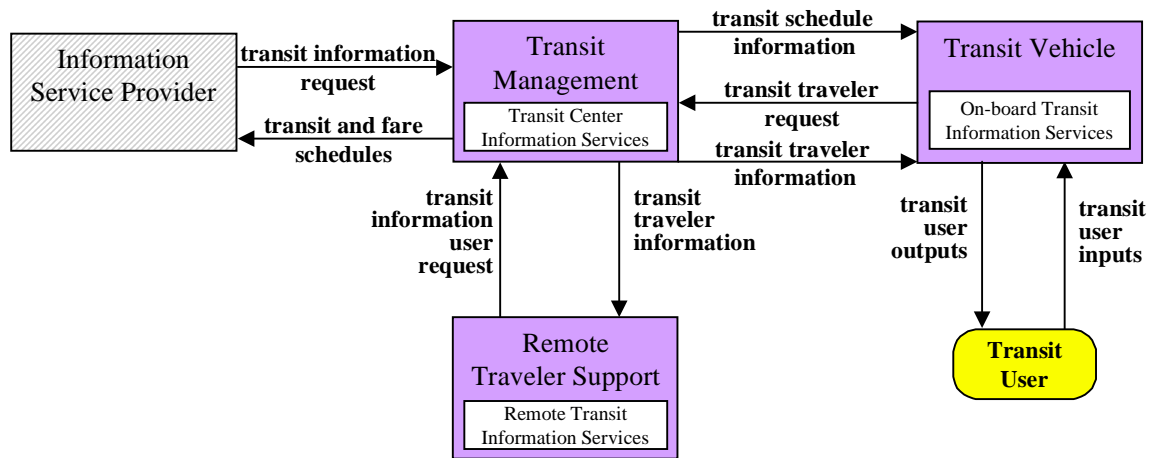 Information
Service Provider
transit information
request
transit and fare
schedules
Transit
Management
Transit Center
Information Services
transit schedule
information
transit traveler
request
transit traveler
information
Transit Vehicle
On-board Transit
Information Services
transit
information
user
request
transit
traveler
information
transit
user
outputs
transit
user
inputs
Remote
Traveler Support
Remote Transit
Information Services
Transit
User